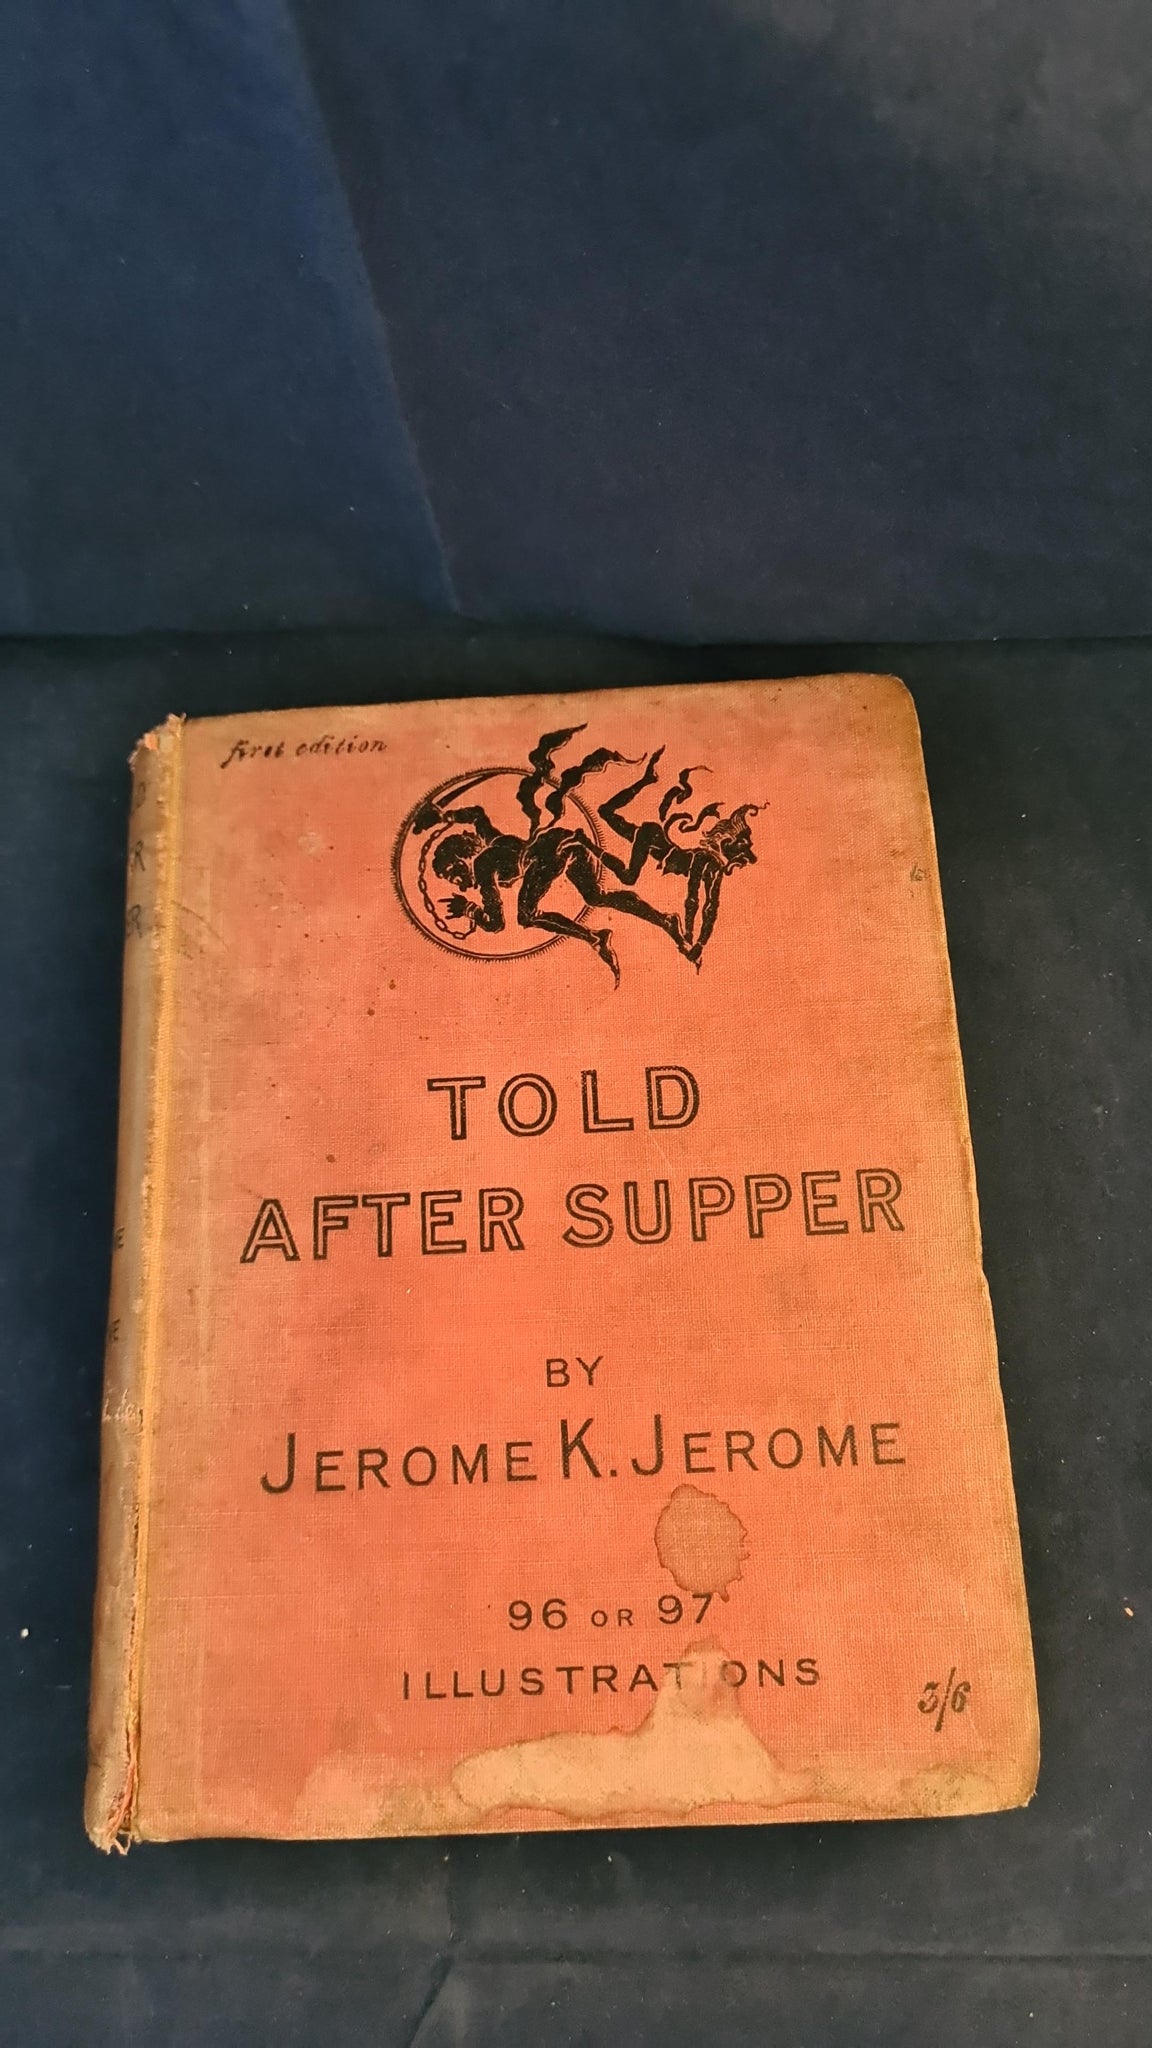 first edition
TOLD
AFTER SUPPER
BY
JEROME K. JEROME
96 OR 97
ILLUSTRATIONS
3/6